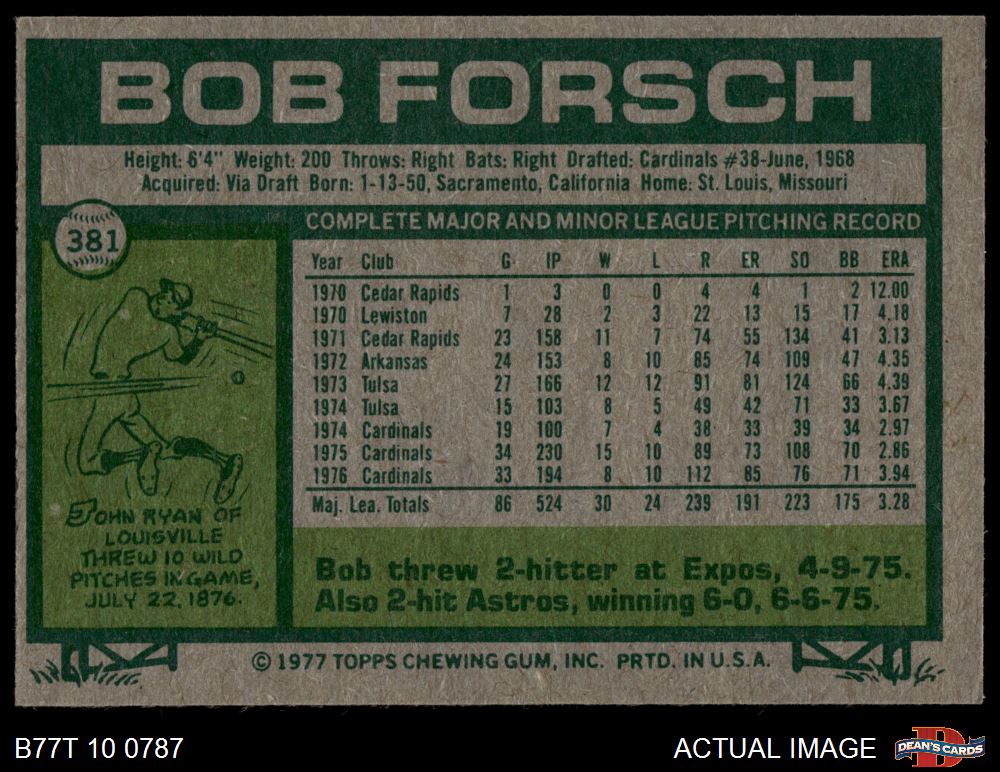 BOB FORSCH
Height: 6'4" Weight: 200 Throws: Right Bats: Right Drafted: Cardinals #38-June, 1968
Acquired: Via Draft Born: 1-13-50, Sacramento, California Home: St. Louis, Missouri
381
COMPLETE MAJOR AND MINOR LEAGUE PITCHING RECORD
Year Club G IP W L R ER SO BB ERA
1970 Cedar Rapids 1 3 0 0 4 4 1 2 12.00
1970 Lewiston 7 28 2 3 22 13 15 17 4.18
1971 Cedar Rapids 23 158 11 7 74 55 134 41 3.13
1972 Arkansas 24 153 8 10 85 74 109 47 4.35
1973 Tulsa 27 166 12 12 91 81 124 66 4.39
1974 Tulsa 15 103 8 5 49 42 71 33 3.67
1974 Cardinals 19 100 7 4 38 33 39 34 2.97
1975 Cardinals 34 230 15 10 89 73 108 70 2.86
1976 Cardinals 33 194 8 10 112 85 76 71 3.94
Maj. Lea. Totals 86 524 30 24 239 191 223 175 3.28
JOHN RYAN OF
LOUISVILLE
THREW 10 WILD
PITCHES IN GAME,
JULY 22, 1876.
Bob threw 2-hitter at Expos, 4-9-75.
Also 2-hit Astros, winning 6-0, 6-6-75.
© 1977 TOPPS CHEWING GUM, INC. PRTD. IN U.S.A.
B77T 10 0787
ACTUAL IMAGE
DEAN'S CARDS